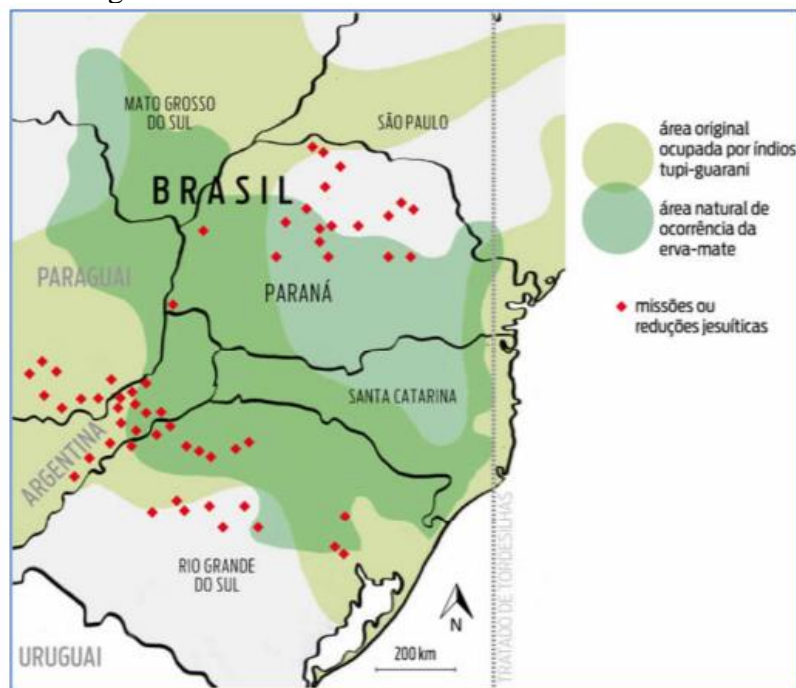 MATO GROSSO
DO SUL
SÃO PAULO
BRASIL
PARAGUAI
PARANÁ
SANTA CATARINA
ARGENTINA
RIO GRANDE
DO SUL
URUGUAI
N
200 km
TRATADO DE TORDESILHAS
área original
ocupada por índios
tupi-guarani
área natural de
ocorrência da
erva-mate
missões ou
reduções jesuíticas